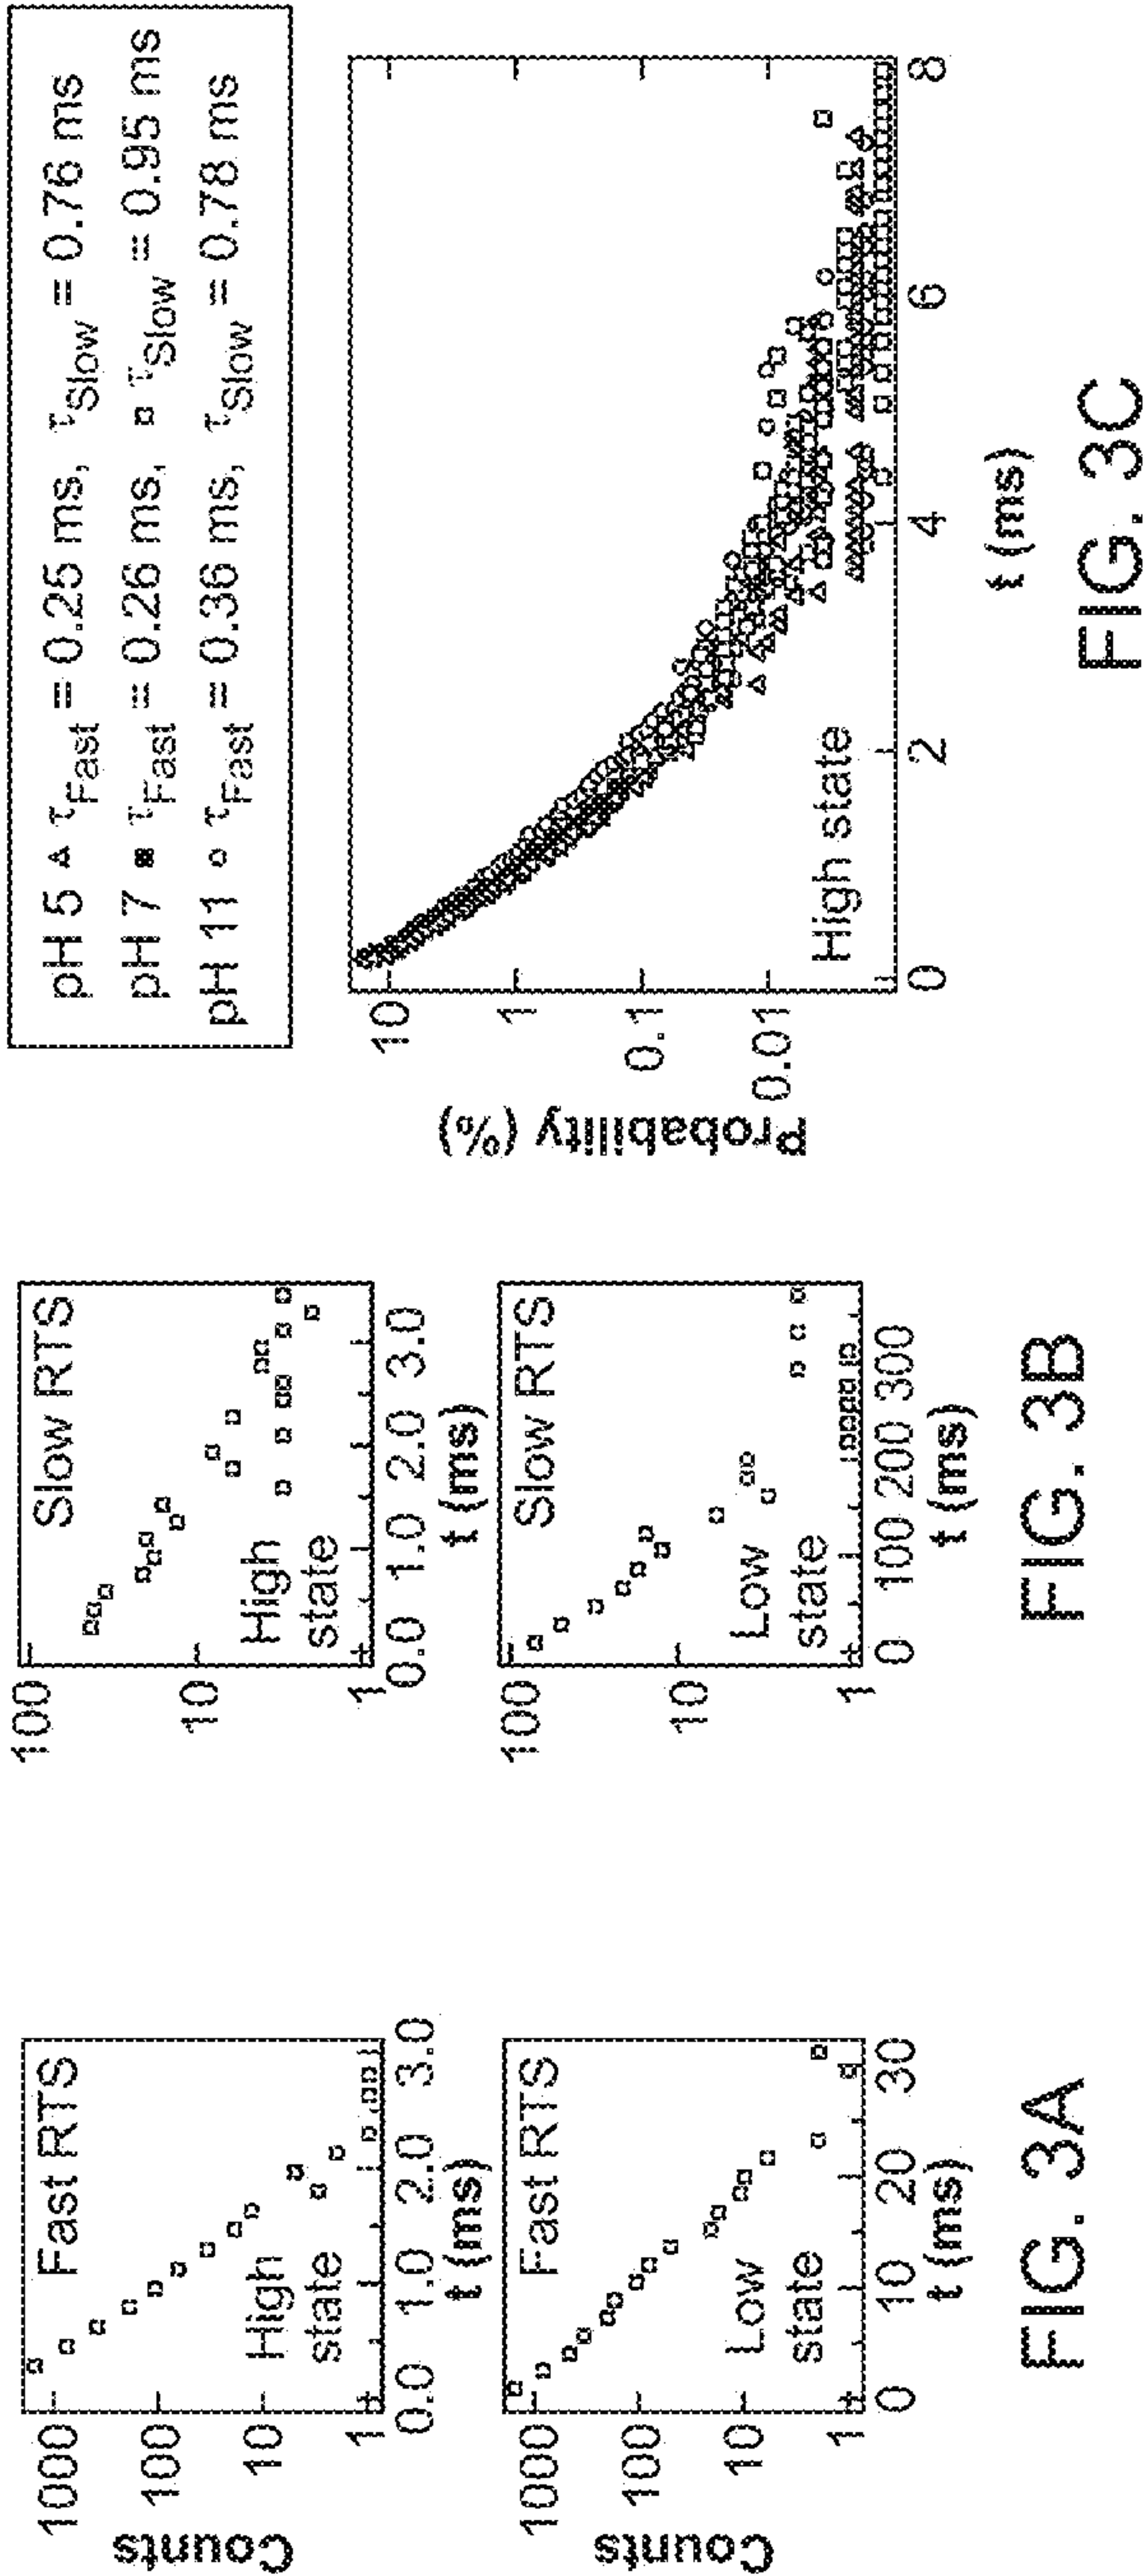 1000
100
10
1
Counts
Fast RTS
High
state
0.0 1.0 2.0 3.0
t (ms)
1000
100
10
1
Counts
Fast RTS
Low
state
0 10 20 30
t (ms)
FIG. 3A
100
10
1
Slow RTS
High
state
0.0 1.0 2.0 3.0
t (ms)
100
10
1
Slow RTS
Low
state
0 100 200 300
t (ms)
FIG. 3B
pH 5 △ τFast = 0.25 ms, τSlow = 0.76 ms
pH 7 ■ τFast = 0.26 ms, □ τSlow = 0.95 ms
pH 11 ○ τFast = 0.36 ms, τSlow = 0.78 ms
10
1
0.1
0.01
Probability (%)
High state
0 2 4 6 8
t (ms)
FIG. 3C